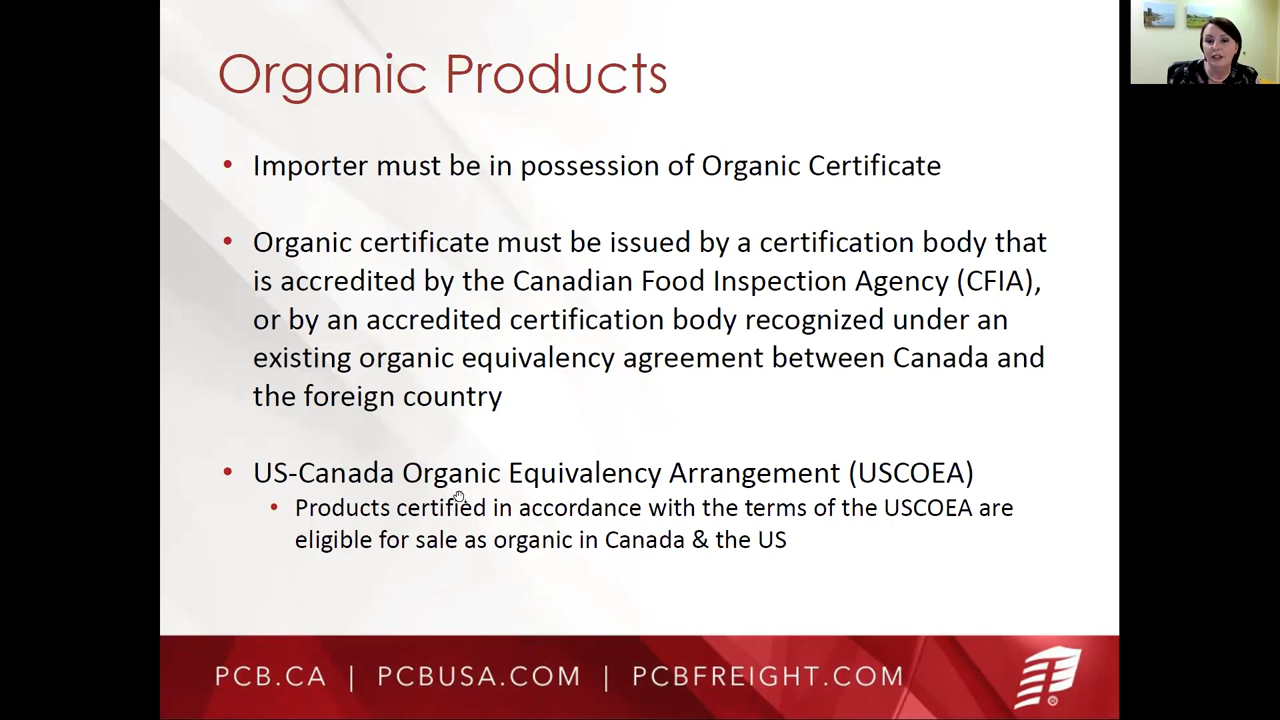 Organic Products
• Importer must be in possession of Organic Certificate
• Organic certificate must be issued by a certification body that
is accredited by the Canadian Food Inspection Agency (CFIA),
or by an accredited certification body recognized under an
existing organic equivalency agreement between Canada and
the foreign country
• US-Canada Organic Equivalency Arrangement (USCOEA)
• Products certified in accordance with the terms of the USCOEA are
eligible for sale as organic in Canada & the US
PCB.CA | PCBUSA.COM | PCBFREIGHT.COM
®